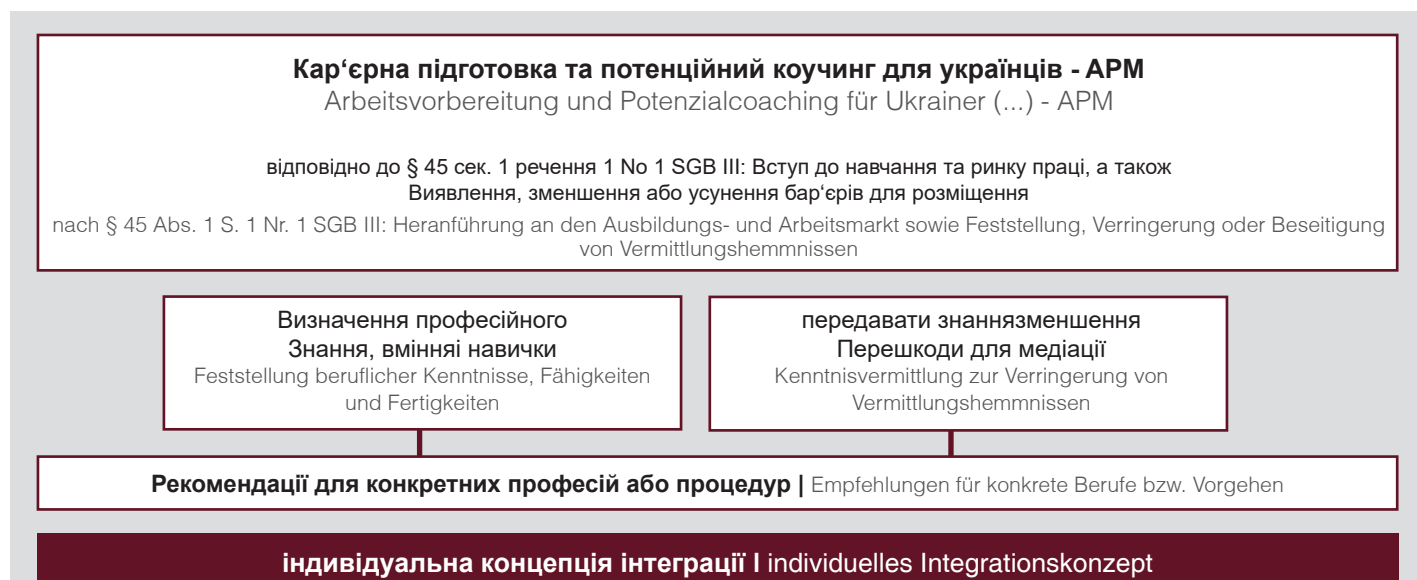 Кар‘єрна підготовка та потенційний коучинг для українців - APM
Arbeitsvorbereitung und Potenzialcoaching für Ukrainer (...) - APM
відповідно до § 45 сек. 1 речення 1 No 1 SGB III: Вступ до навчання та ринку праці, а також
Виявлення, зменшення або усунення бар‘єрів для розміщення
nach § 45 Abs. 1 S. 1 Nr. 1 SGB III: Heranführung an den Ausbildungs- und Arbeitsmarkt sowie Feststellung, Verringerung oder Beseitigung
von Vermittlungshemmnissen
Визначення професійного
Знання, вмінняі навички
Feststellung beruflicher Kenntnisse, Fähigkeiten
und Fertigkeiten
передавати знаннязменшення
Перешкоди для медіації
Kenntnisvermittlung zur Verringerung von
Vermittlungshemmnissen
Рекомендації для конкретних професій або процедур | Empfehlungen für konkrete Berufe bzw. Vorgehen
індивідуальна концепція інтеграції I individuelles Integrationskonzept